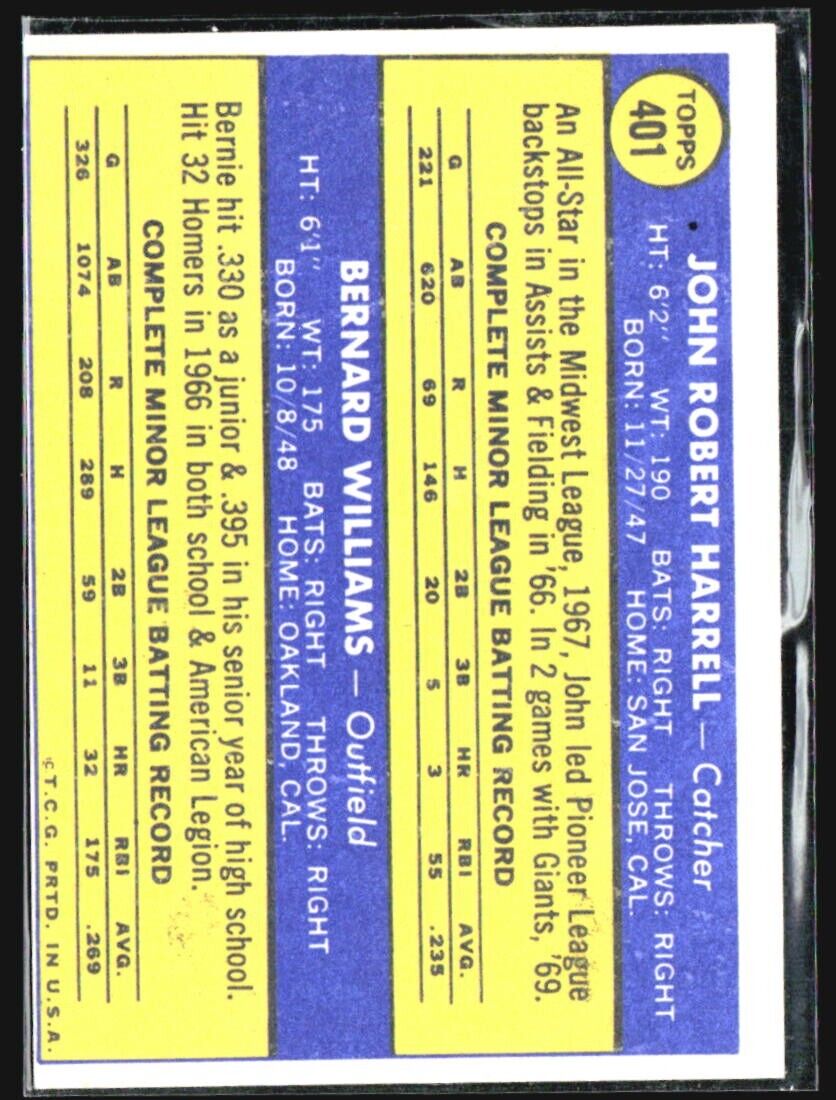 TOPPS
401
JOHN ROBERT HARRELL — Catcher
HT: 6'2" WT: 190 BATS: RIGHT THROWS: RIGHT
BORN: 11/27/47 HOME: SAN JOSE, CAL.
An All-Star in the Midwest League, 1967, John led Pioneer League
backstops in Assists & Fielding in '66. In 2 games with Giants, '69.
COMPLETE MINOR LEAGUE BATTING RECORD
G AB R H 2B 3B HR RBI AVG.
221 620 69 146 20 5 3 55 .235
BERNARD WILLIAMS — Outfield
HT: 6'1" WT: 175 BATS: RIGHT THROWS: RIGHT
BORN: 10/8/48 HOME: OAKLAND, CAL.
Bernie hit .330 as a junior & .395 in his senior year of high school.
Hit 32 Homers in 1966 in both school & American Legion.
COMPLETE MINOR LEAGUE BATTING RECORD
G AB R H 2B 3B HR RBI AVG.
326 1074 208 289 59 11 32 175 .269
©T.C.G. PRTD. IN U.S.A.